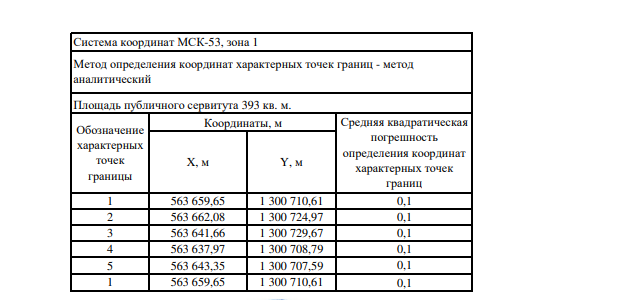 Система координат МСК-53, зона 1
Метод определения координат характерных точек границ - метод
аналитический
Площадь публичного сервитута 393 кв. м.
Обозначение
характерных
точек
границы
Координаты, м
X, м
Y, м
Средняя квадратическая
погрешность
определения координат
характерных точек
границ
1 563 659,65 1 300 710,61 0,1
2 563 662,08 1 300 724,97 0,1
3 563 641,66 1 300 729,67 0,1
4 563 637,97 1 300 708,79 0,1
5 563 643,35 1 300 707,59 0,1
1 563 659,65 1 300 710,61 0,1